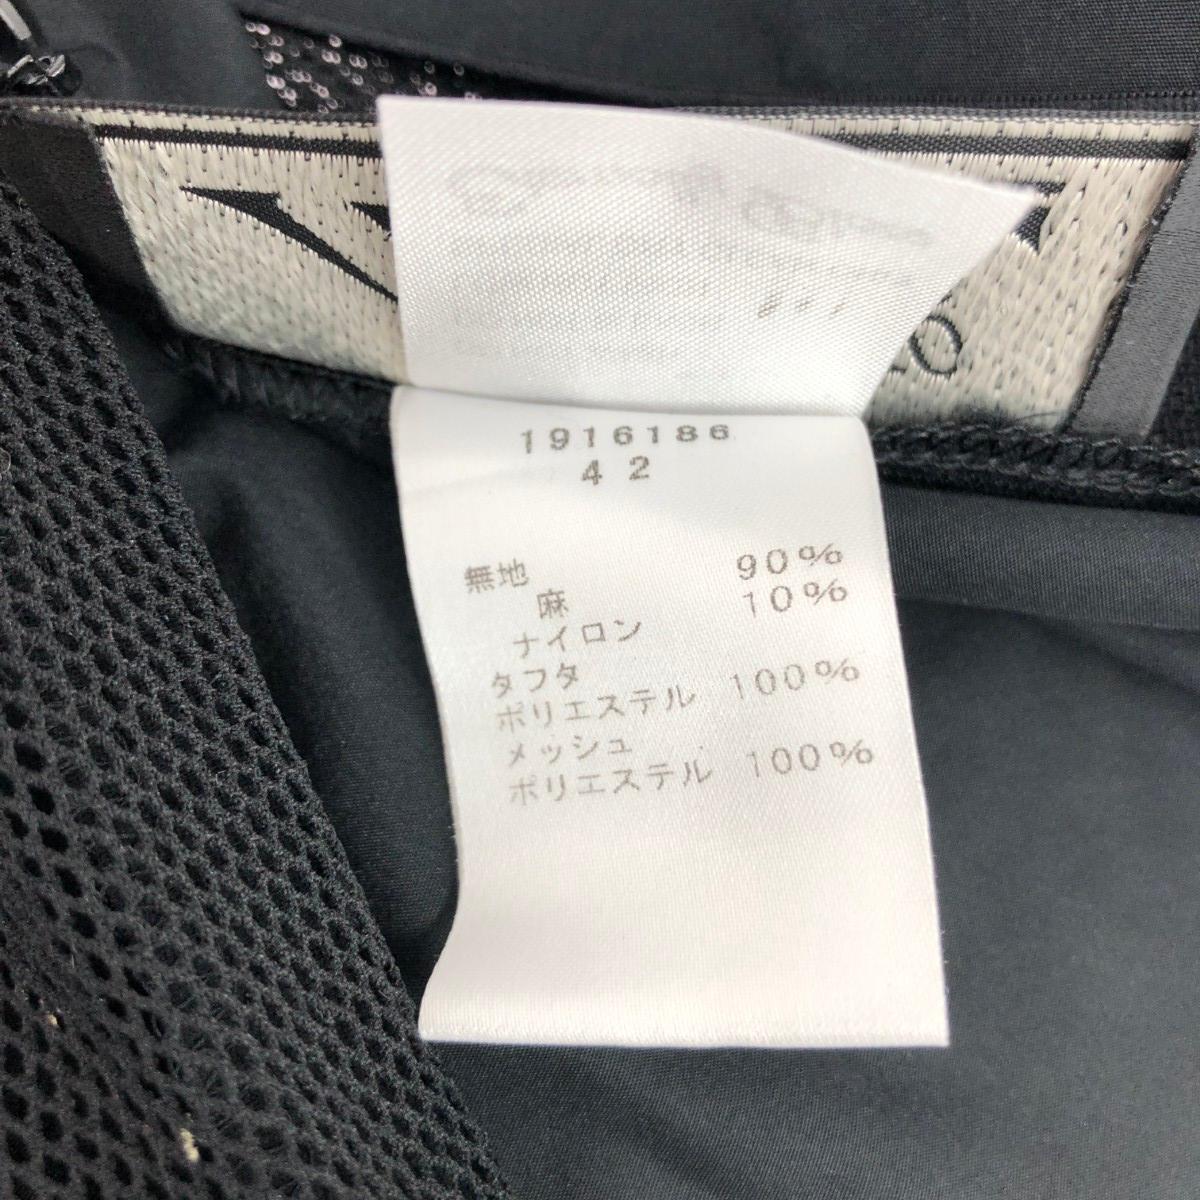 1916186
42
無地
麻 90%
ナイロン 10%
タフタ
ポリエステル 100%
メッシュ
ポリエステル 100%